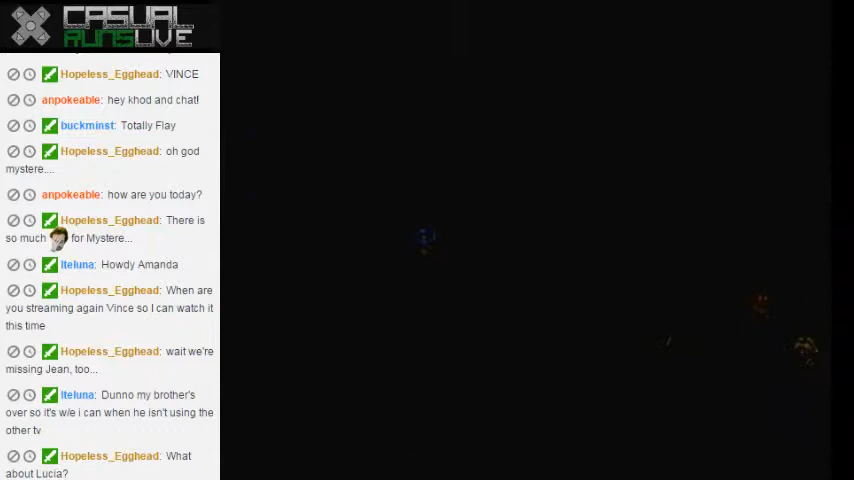 CASUAL
RUNSLIVE
Hopeless_Egghead: VINCE
anpokeable: hey khod and chat!
buckminst: Totally Flay
Hopeless_Egghead: oh god
mystere....
anpokeable: how are you today?
Hopeless_Egghead: There is
so much for Mystere...
Iteluna: Howdy Amanda
Hopeless_Egghead: When are
you streaming again Vince so I can watch it
this time
Hopeless_Egghead: wait we're
missing Jean, too...
Iteluna: Dunno my brother's
over so it's w/e i can when he isn't using the
other tv
Hopeless_Egghead: What
about Lucia?